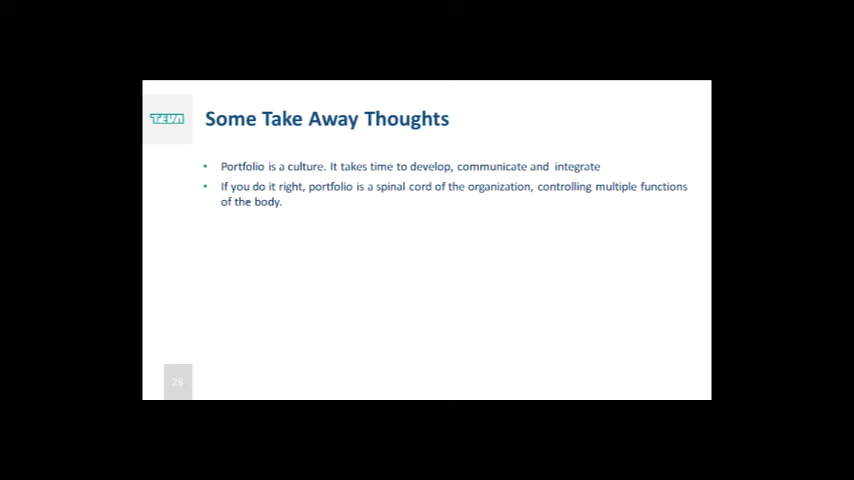 TEVA
Some Take Away Thoughts
• Portfolio is a culture. It takes time to develop, communicate and integrate
• If you do it right, portfolio is a spinal cord of the organization, controlling multiple functions
of the body.
28